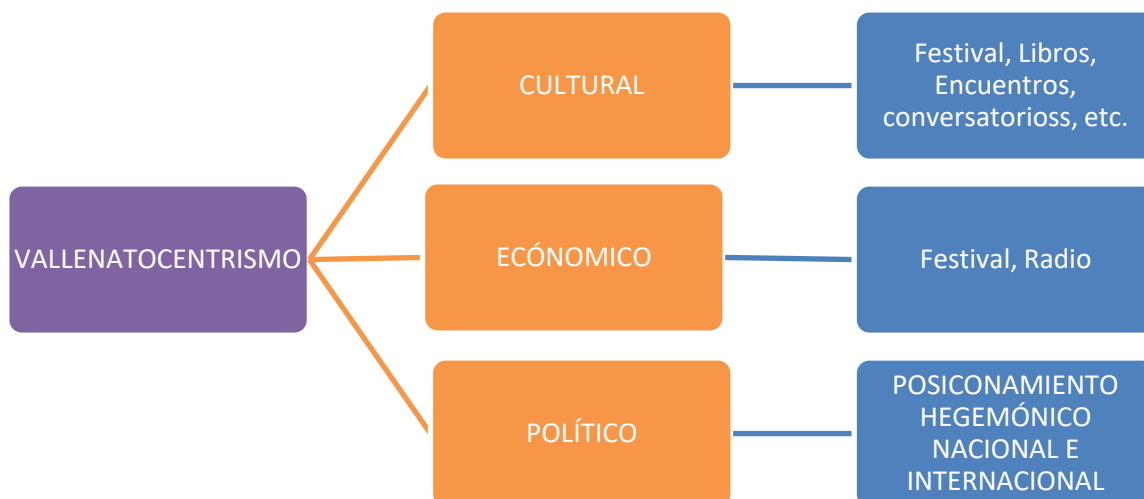 CULTURAL
Festival, Libros,
Encuentros,
conversatorioss, etc.
VALLENATOCENTRISMO
ECÓNOMICO
Festival, Radio
POLÍTICO
POSICONAMIENTO
HEGEMÓNICO
NACIONAL E
INTERNACIONAL